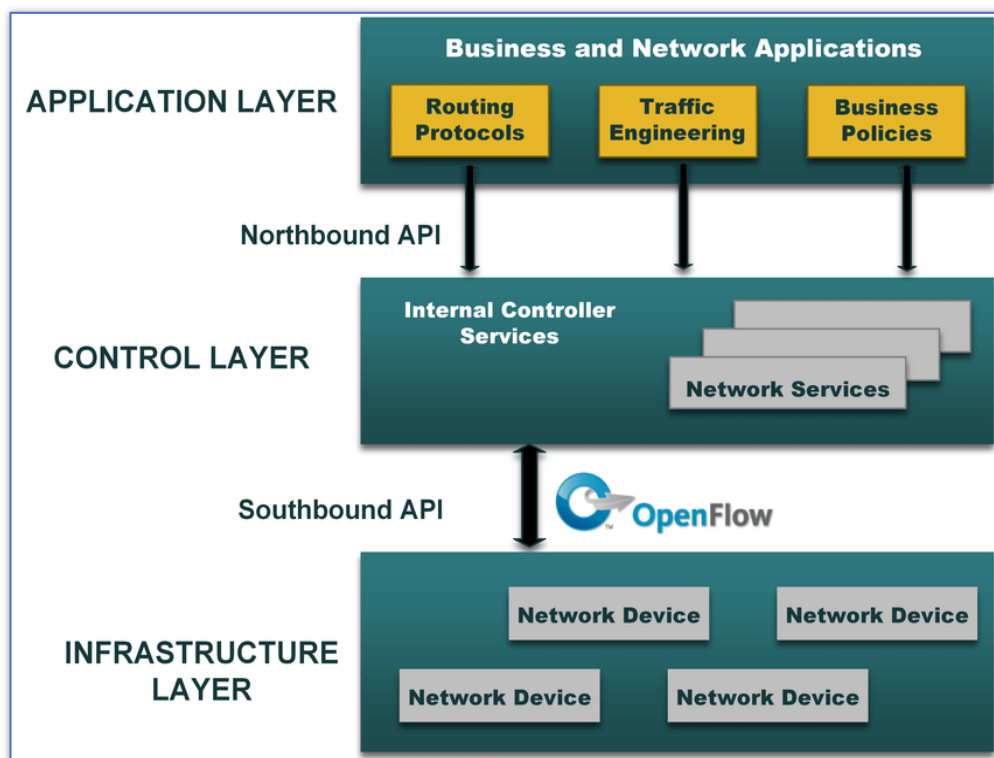 Business and Network Applications
APPLICATION LAYER
Routing
Protocols
Traffic
Engineering
Business
Policies
Northbound API
Internal Controller
Services
CONTROL LAYER
Network Services
Southbound API
OpenFlow
TM
Network Device
Network Device
INFRASTRUCTURE
LAYER
Network Device
Network Device